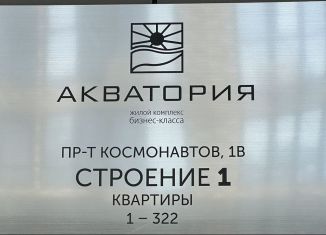 АКВАТОРИЯ
ЖИЛОЙ КОМПЛЕКС
БИЗНЕС-КЛАССА
ПР-Т КОСМОНАВТОВ, 1В
СТРОЕНИЕ 1
КВАРТИРЫ
1 – 322